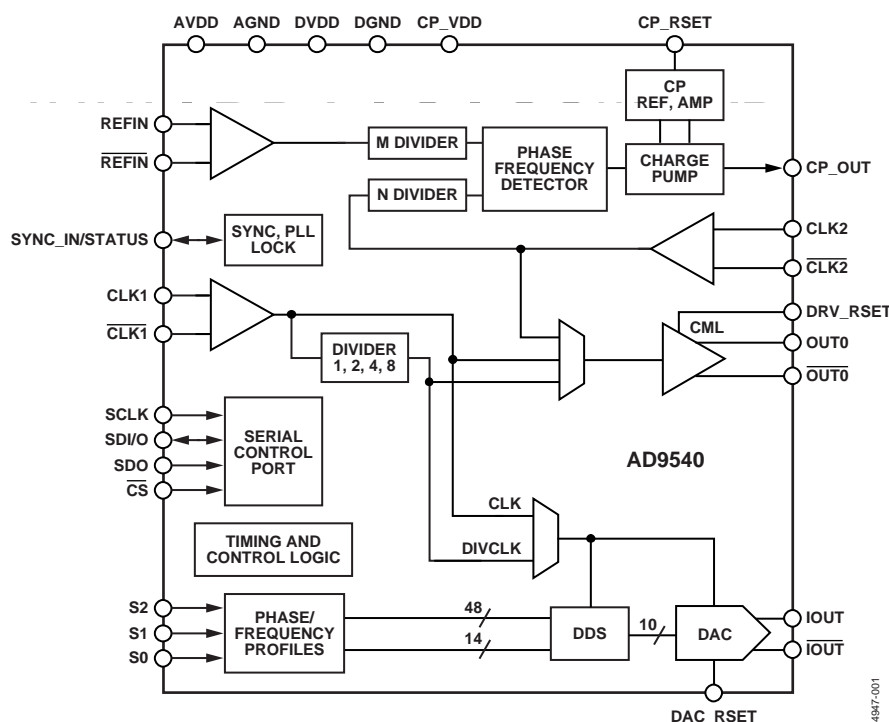 AVDD AGND DVDD DGND CP_VDD CP_RSET
CP
REF, AMP
REFIN
REFIN
M DIVIDER
N DIVIDER
PHASE
FREQUENCY
DETECTOR
CHARGE
PUMP
CP_OUT
SYNC_IN/STATUS
SYNC, PLL
LOCK
CLK2
CLK2
CLK1
CLK1
DIVIDER
1, 2, 4, 8
CML
DRV_RSET
OUT0
OUT0
SCLK
SDI/O
SDO
CS
SERIAL
CONTROL
PORT
AD9540
CLK
DIVCLK
TIMING AND
CONTROL LOGIC
S2
S1
S0
PHASE/
FREQUENCY
PROFILES
48
14
DDS
10
DAC
IOUT
IOUT
DAC_RSET
4947-001